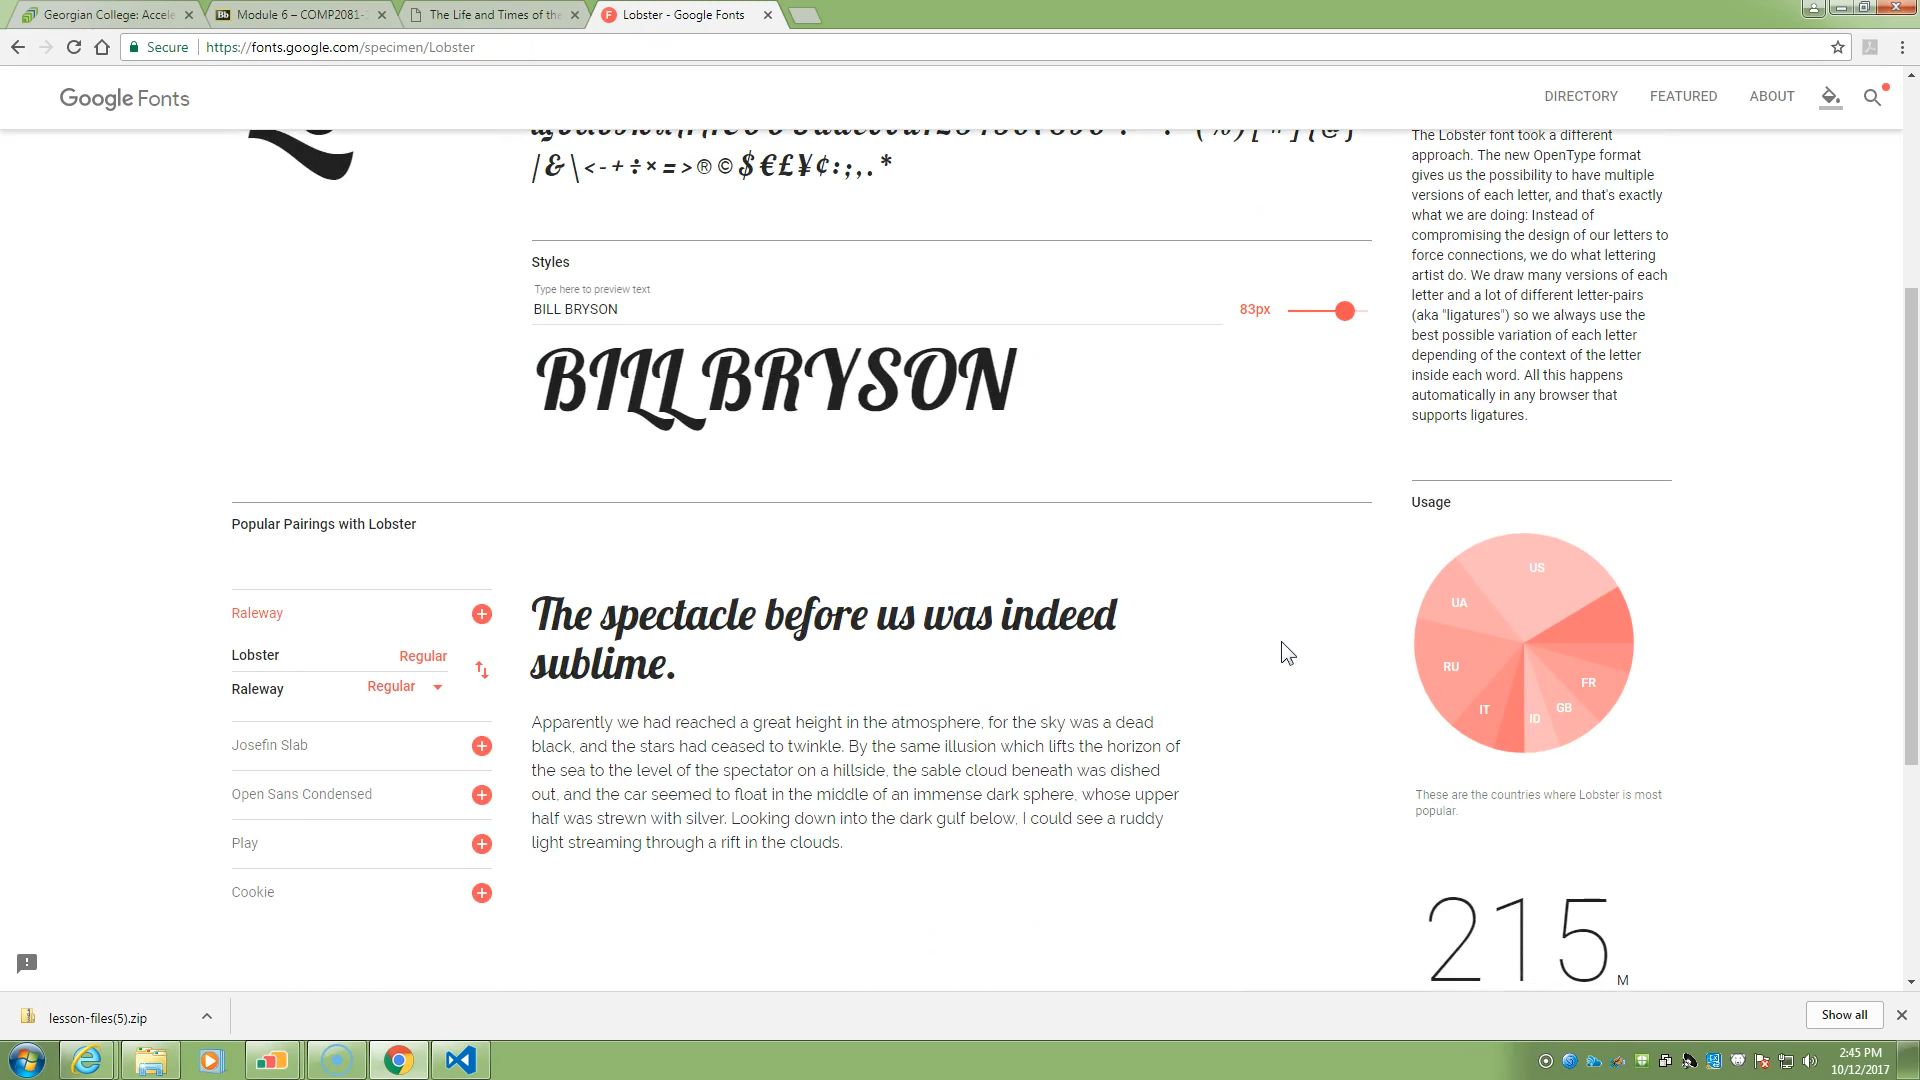 Georgian College: Accele
Module 6 – COMP2081-
The Life and Times of the
Lobster - Google Fonts
Secure
https://fonts.google.com/specimen/Lobster
Google Fonts
DIRECTORY
FEATURED
ABOUT
|&\<-+÷×=>®©$€£¥¢:;,.*
The Lobster font took a different
approach. The new OpenType format
gives us the possibility to have multiple
versions of each letter, and that's exactly
what we are doing: Instead of
compromising the design of our letters to
force connections, we do what lettering
artist do. We draw many versions of each
letter and a lot of different letter-pairs
(aka "ligatures") so we always use the
best possible variation of each letter
depending of the context of the letter
inside each word. All this happens
automatically in any browser that
supports ligatures.
Styles
Type here to preview text
BILL BRYSON
83px
BILL BRYSON
Popular Pairings with Lobster
Raleway
Lobster Regular
Raleway Regular
Josefin Slab
Open Sans Condensed
Play
Cookie
The spectacle before us was indeed
sublime.
Apparently we had reached a great height in the atmosphere, for the sky was a dead
black, and the stars had ceased to twinkle. By the same illusion which lifts the horizon of
the sea to the level of the spectator on a hillside, the sable cloud beneath was dished
out, and the car seemed to float in the middle of an immense dark sphere, whose upper
half was strewn with silver. Looking down into the dark gulf below, I could see a ruddy
light streaming through a rift in the clouds.
Usage
US
UA
RU
FR
IT
GB
ID
These are the countries where Lobster is most
popular.
215 M
lesson-files(5).zip
Show all
2:45 PM
10/12/2017